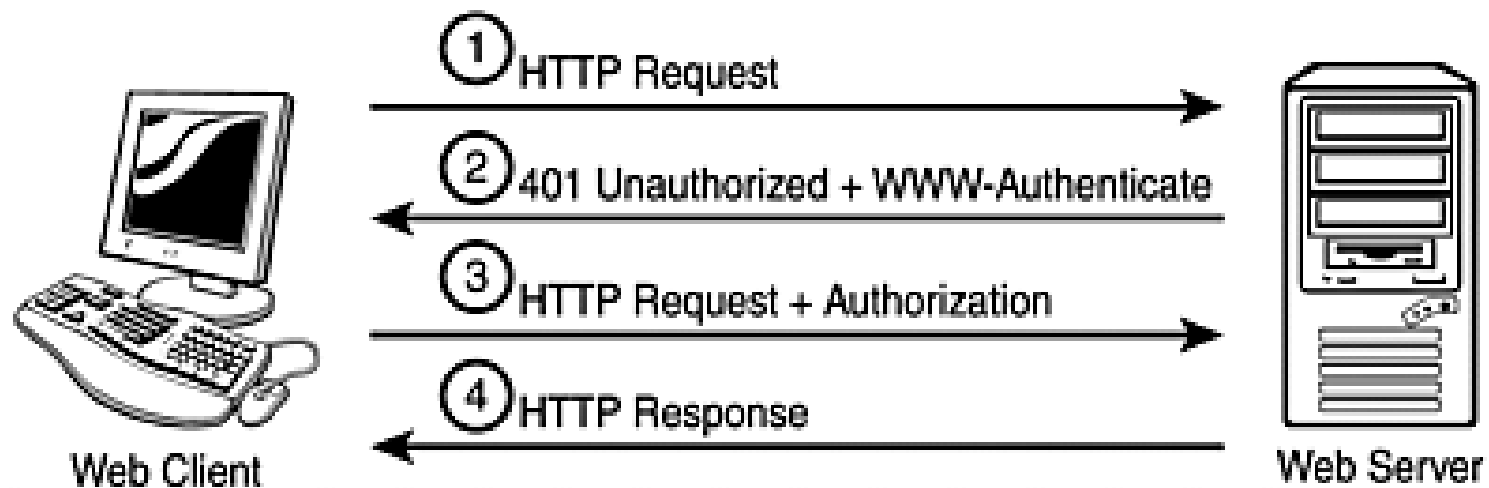 1 HTTP Request
2 401 Unauthorized + WWW-Authenticate
3 HTTP Request + Authorization
4 HTTP Response
Web Client
Web Server